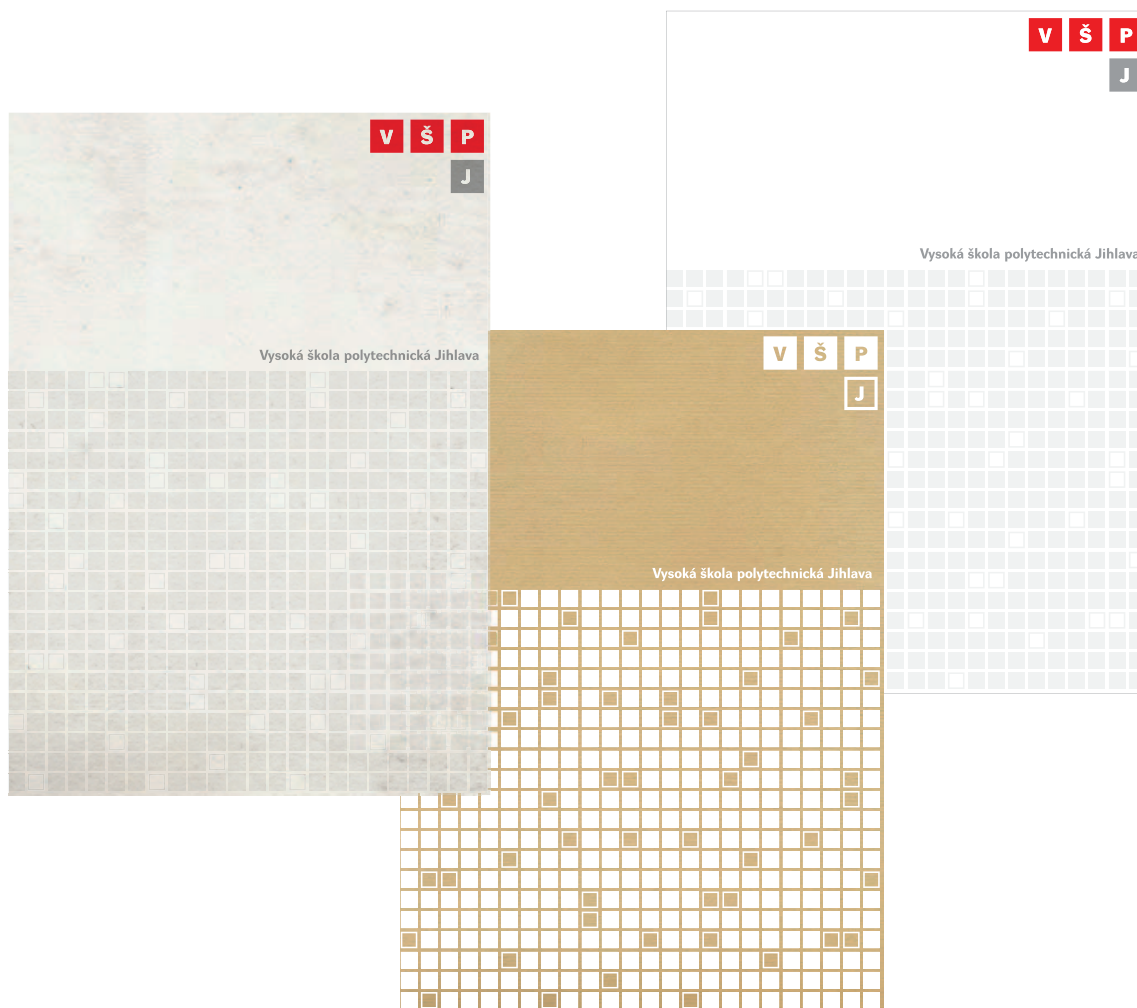 V Š P
J
Vysoká škola polytechnická Jihlava
V Š P
J
Vysoká škola polytechnická Jihlava
V Š P
J
Vysoká škola polytechnická Jihlava